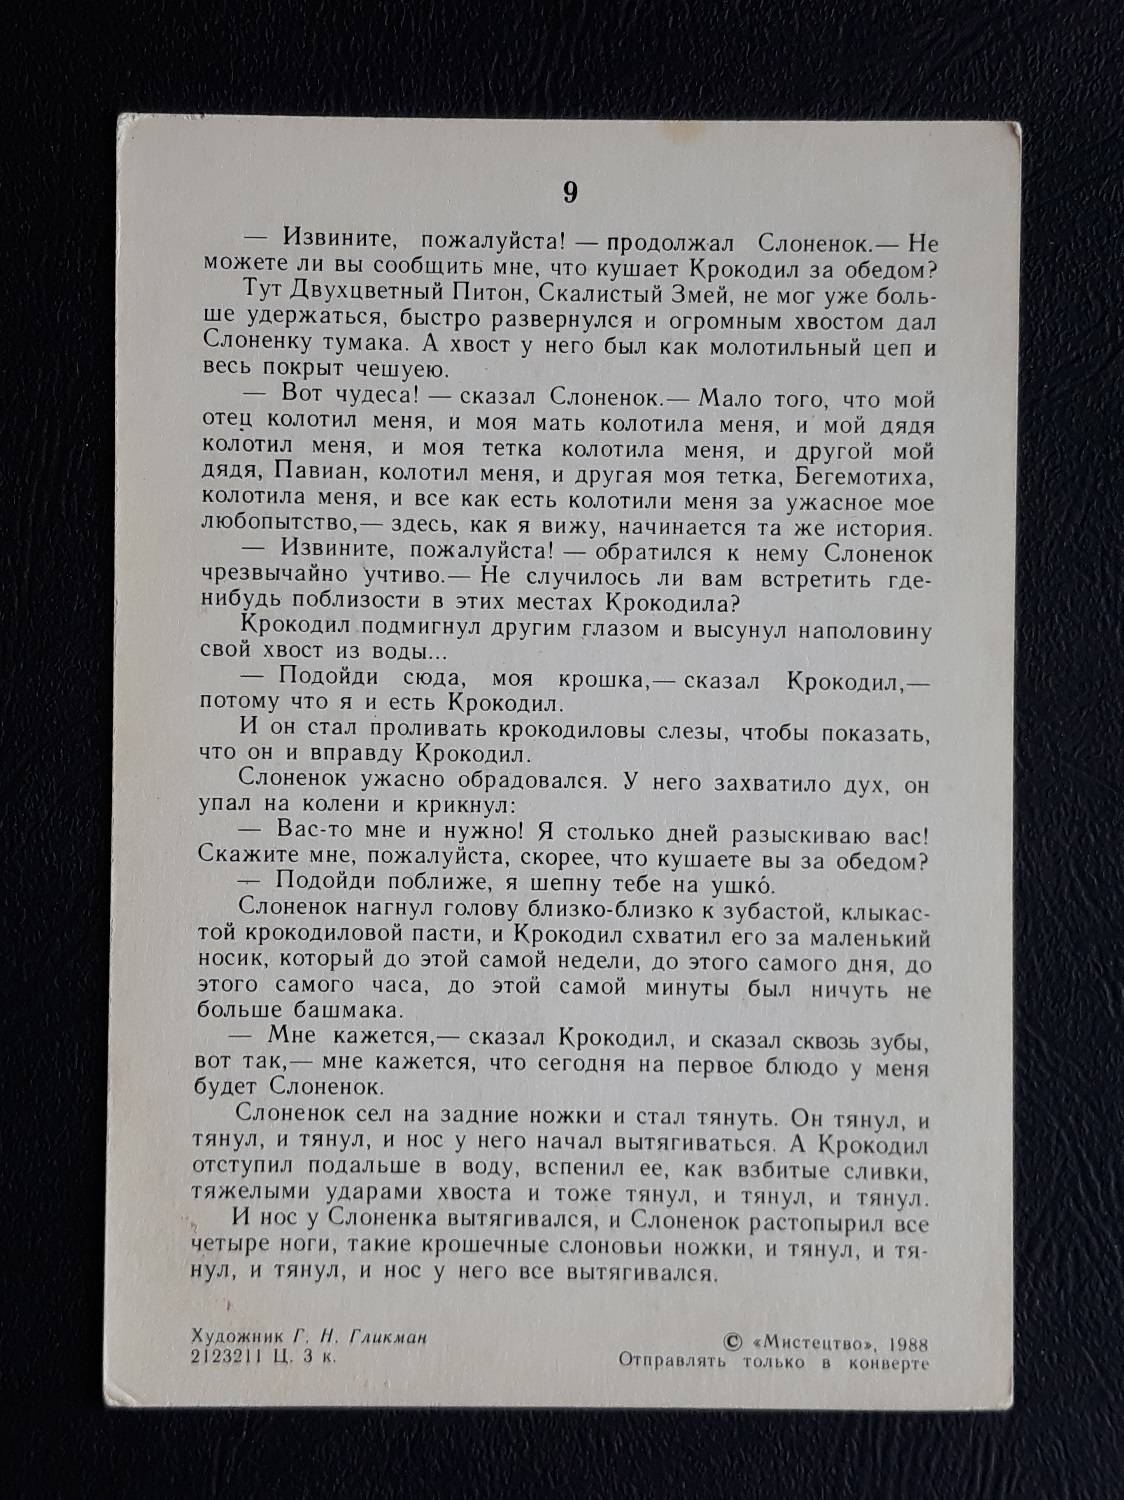 9
— Извините, пожалуйста! — продолжал Слоненок.— Не
можете ли вы сообщить мне, что кушает Крокодил за обедом?
Тут Двухцветный Питон, Скалистый Змей, не мог уже боль-
ше удержаться, быстро развернулся и огромным хвостом дал
Слоненку тумака. А хвост у него был как молотильный цеп и
весь покрыт чешуею.
— Вот чудеса! — сказал Слоненок.— Мало того, что мой
отец колотил меня, и моя мать колотила меня, и мой дядя
колотил меня, и моя тетка колотила меня, и другой мой
дядя, Павиан, колотил меня, и другая моя тетка, Бегемотиха,
колотила меня, и все как есть колотили меня за ужасное мое
любопытство,— здесь, как я вижу, начинается та же история.
— Извините, пожалуйста! — обратился к нему Слоненок
чрезвычайно учтиво.— Не случилось ли вам встретить где-
нибудь поблизости в этих местах Крокодила?
Крокодил подмигнул другим глазом и высунул наполовину
свой хвост из воды...
— Подойди сюда, моя крошка,— сказал Крокодил,—
потому что я и есть Крокодил.
И он стал проливать крокодиловы слезы, чтобы показать,
что он и вправду Крокодил.
Слоненок ужасно обрадовался. У него захватило дух, он
упал на колени и крикнул:
— Вас-то мне и нужно! Я столько дней разыскиваю вас!
Скажите мне, пожалуйста, скорее, что кушаете вы за обедом?
— Подойди поближе, я шепну тебе на ушко́.
Слоненок нагнул голову близко-близко к зубастой, клыкас-
той крокодиловой пасти, и Крокодил схватил его за маленький
носик, который до этой самой недели, до этого самого дня, до
этого самого часа, до этой самой минуты был ничуть не
больше башмака.
— Мне кажется,— сказал Крокодил, и сказал сквозь зубы,
вот так,— мне кажется, что сегодня на первое блюдо у меня
будет Слоненок.
Слоненок сел на задние ножки и стал тянуть. Он тянул, и
тянул, и тянул, и нос у него начал вытягиваться. А Крокодил
отступил подальше в воду, вспенил ее, как взбитые сливки,
тяжелыми ударами хвоста и тоже тянул, и тянул, и тянул.
И нос у Слоненка вытягивался, и Слоненок растопырил все
четыре ноги, такие крошечные слоновьи ножки, и тянул, и тя-
нул, и тянул, и нос у него все вытягивался.
Художник Г. Н. Гликман
2123211 Ц. 3 к.
© «Мистецтво», 1988
Отправлять только в конверте